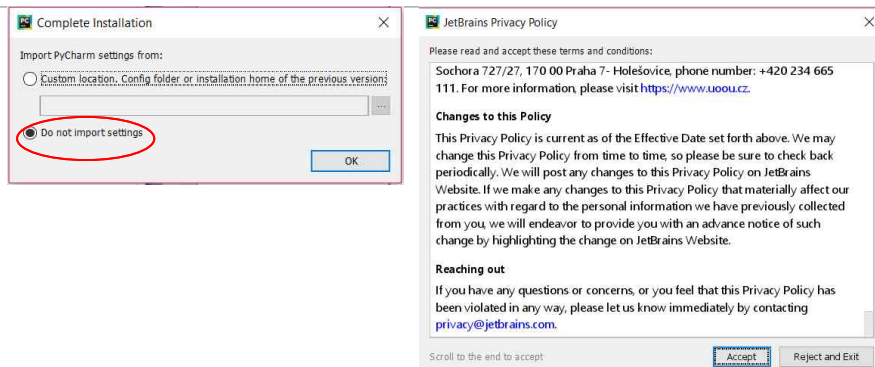 Complete Installation
Import PyCharm settings from:
Custom location. Config folder or installation home of the previous version:
...
Do not import settings
OK
JetBrains Privacy Policy
Please read and accept these terms and conditions:
Sochora 727/27, 170 00 Praha 7- Holešovice, phone number: +420 234 665
111. For more information, please visit https://www.uoou.cz.
Changes to this Policy
This Privacy Policy is current as of the Effective Date set forth above. We may
change this Privacy Policy from time to time, so please be sure to check back
periodically. We will post any changes to this Privacy Policy on JetBrains
Website. If we make any changes to this Privacy Policy that materially affect our
practices with regard to the personal information we have previously collected
from you, we will endeavor to provide you with an advance notice of such
change by highlighting the change on JetBrains Website.
Reaching out
If you have any questions or concerns, or you feel that this Privacy Policy has
been violated in any way, please let us know immediately by contacting
privacy@jetbrains.com.
Scroll to the end to accept
Accept
Reject and Exit